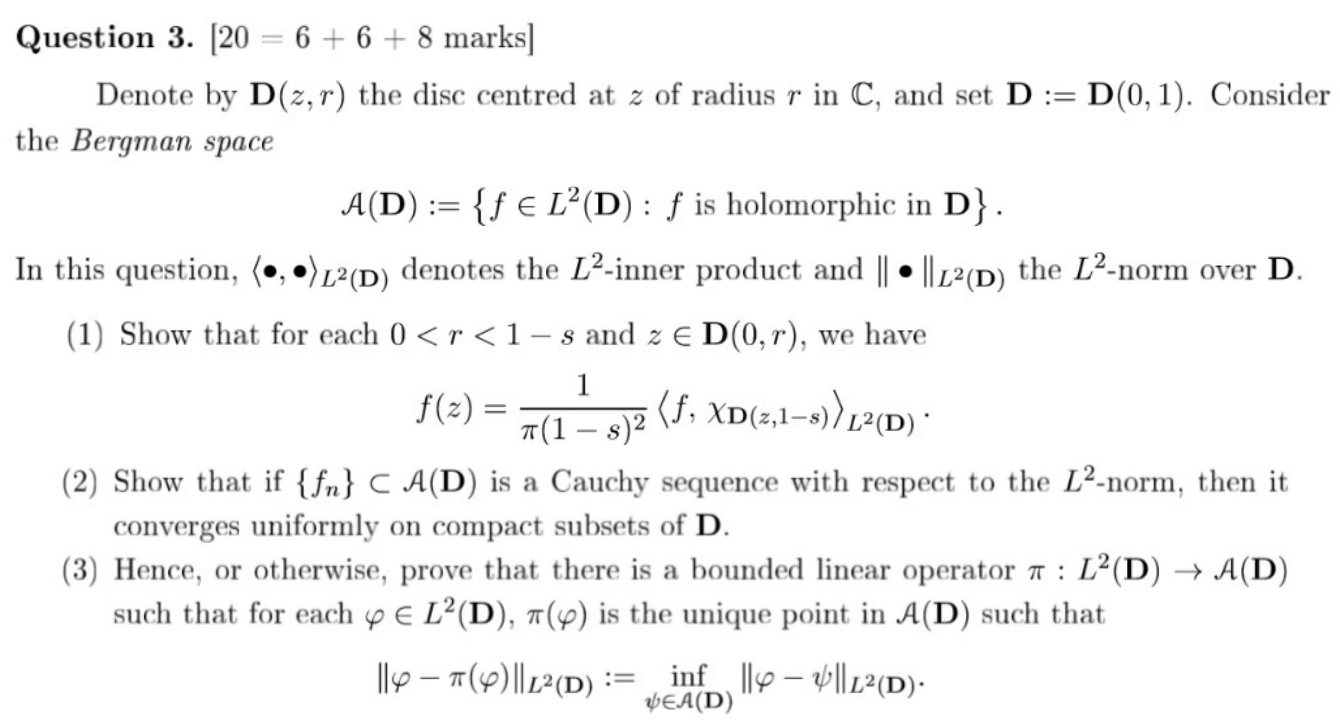 Question 3. [20 = 6 + 6 + 8 marks]
Denote by D(z, r) the disc centred at z of radius r in ℂ, and set D := D(0, 1). Consider
the Bergman space
𝒜(D) := {f ∈ L²(D) : f is holomorphic in D} .
In this question, ⟨•, •⟩_{L²(D)} denotes the L²-inner product and ‖ • ‖_{L²(D)} the L²-norm over D.
(1) Show that for each 0 < r < 1 − s and z ∈ D(0, r), we have
f(z) = \frac{1}{π(1 − s)²} ⟨f, χ_{D(z,1−s)}⟩_{L²(D)} .
(2) Show that if {fₙ} ⊂ 𝒜(D) is a Cauchy sequence with respect to the L²-norm, then it
converges uniformly on compact subsets of D.
(3) Hence, or otherwise, prove that there is a bounded linear operator π : L²(D) → 𝒜(D)
such that for each φ ∈ L²(D), π(φ) is the unique point in 𝒜(D) such that
‖φ − π(φ)‖_{L²(D)} := inf_{ψ∈𝒜(D)} ‖φ − ψ‖_{L²(D)}.